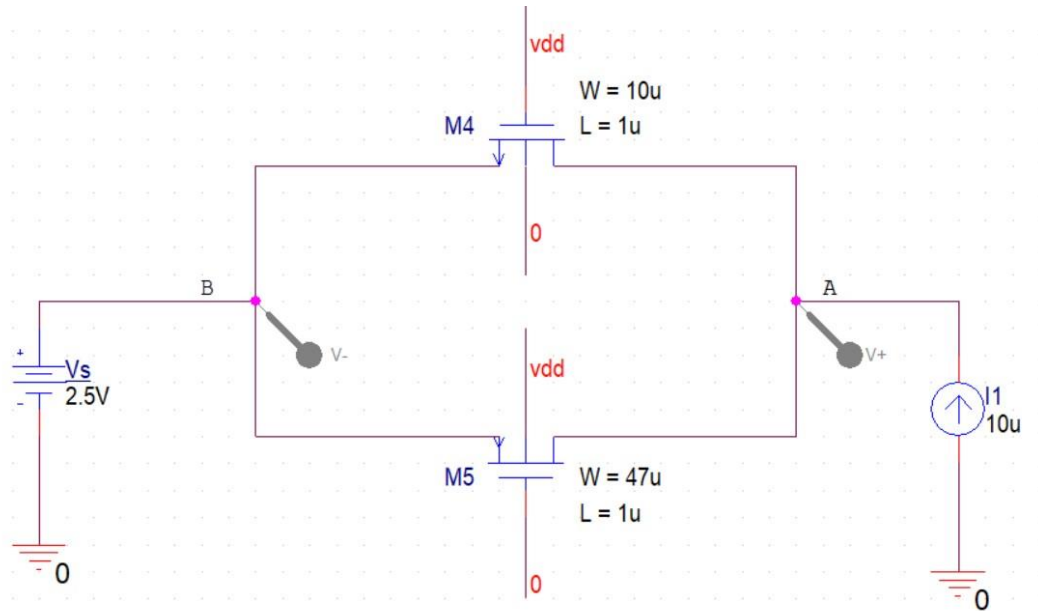 vdd
W = 10u
M4
L = 1u
0
B
A
V-
V+
+
Vs
2.5V
-
vdd
I1
10u
M5
W = 47u
L = 1u
0
0
0